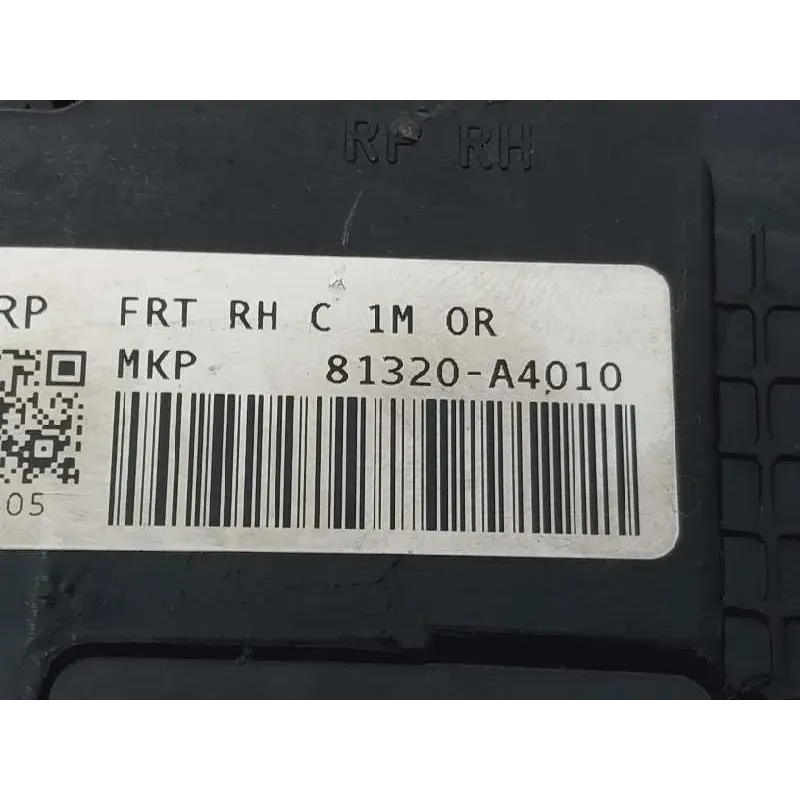 RP RH
RP FRT RH C 1M OR
MKP 81320-A4010
05